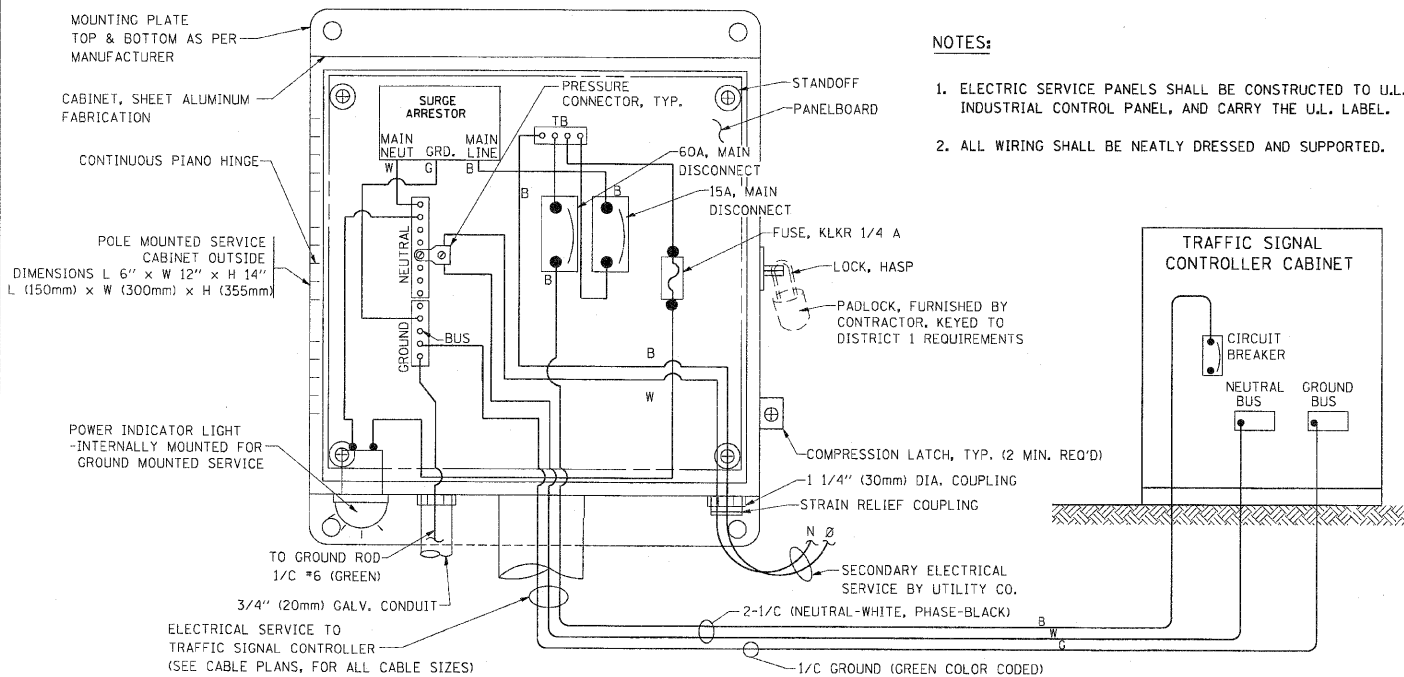 MOUNTING PLATE
TOP & BOTTOM AS PER
MANUFACTURER
CABINET, SHEET ALUMINUM
FABRICATION
CONTINUOUS PIANO HINGE
POLE MOUNTED SERVICE
CABINET OUTSIDE
DIMENSIONS L 6" x W 12" x H 14"
L (150mm) x W (300mm) x H (355mm)
POWER INDICATOR LIGHT
-INTERNALLY MOUNTED FOR
GROUND MOUNTED SERVICE
SURGE
ARRESTOR
MAIN
NEUT
GRD.
MAIN
LINE
W
G
B
PRESSURE
CONNECTOR, TYP.
TB
STANDOFF
PANELBOARD
60A, MAIN
DISCONNECT
15A, MAIN
DISCONNECT
B
B
B
NEUTRAL
GROUND
BUS
FUSE, KLKR 1/4 A
LOCK, HASP
PADLOCK, FURNISHED BY
CONTRACTOR, KEYED TO
DISTRICT 1 REQUIREMENTS
B
W
COMPRESSION LATCH, TYP. (2 MIN. REQ'D)
1 1/4" (30mm) DIA. COUPLING
STRAIN RELIEF COUPLING
N Ø
SECONDARY ELECTRICAL
SERVICE BY UTILITY CO.
TO GROUND ROD
1/C #6 (GREEN)
3/4" (20mm) GALV. CONDUIT
ELECTRICAL SERVICE TO
TRAFFIC SIGNAL CONTROLLER
(SEE CABLE PLANS, FOR ALL CABLE SIZES)
2-1/C (NEUTRAL-WHITE, PHASE-BLACK)
B
W
G
1/C GROUND (GREEN COLOR CODED)
NOTES:
1. ELECTRIC SERVICE PANELS SHALL BE CONSTRUCTED TO U.L.
INDUSTRIAL CONTROL PANEL, AND CARRY THE U.L. LABEL.
2. ALL WIRING SHALL BE NEATLY DRESSED AND SUPPORTED.
TRAFFIC SIGNAL
CONTROLLER CABINET
CIRCUIT
BREAKER
NEUTRAL
BUS
GROUND
BUS